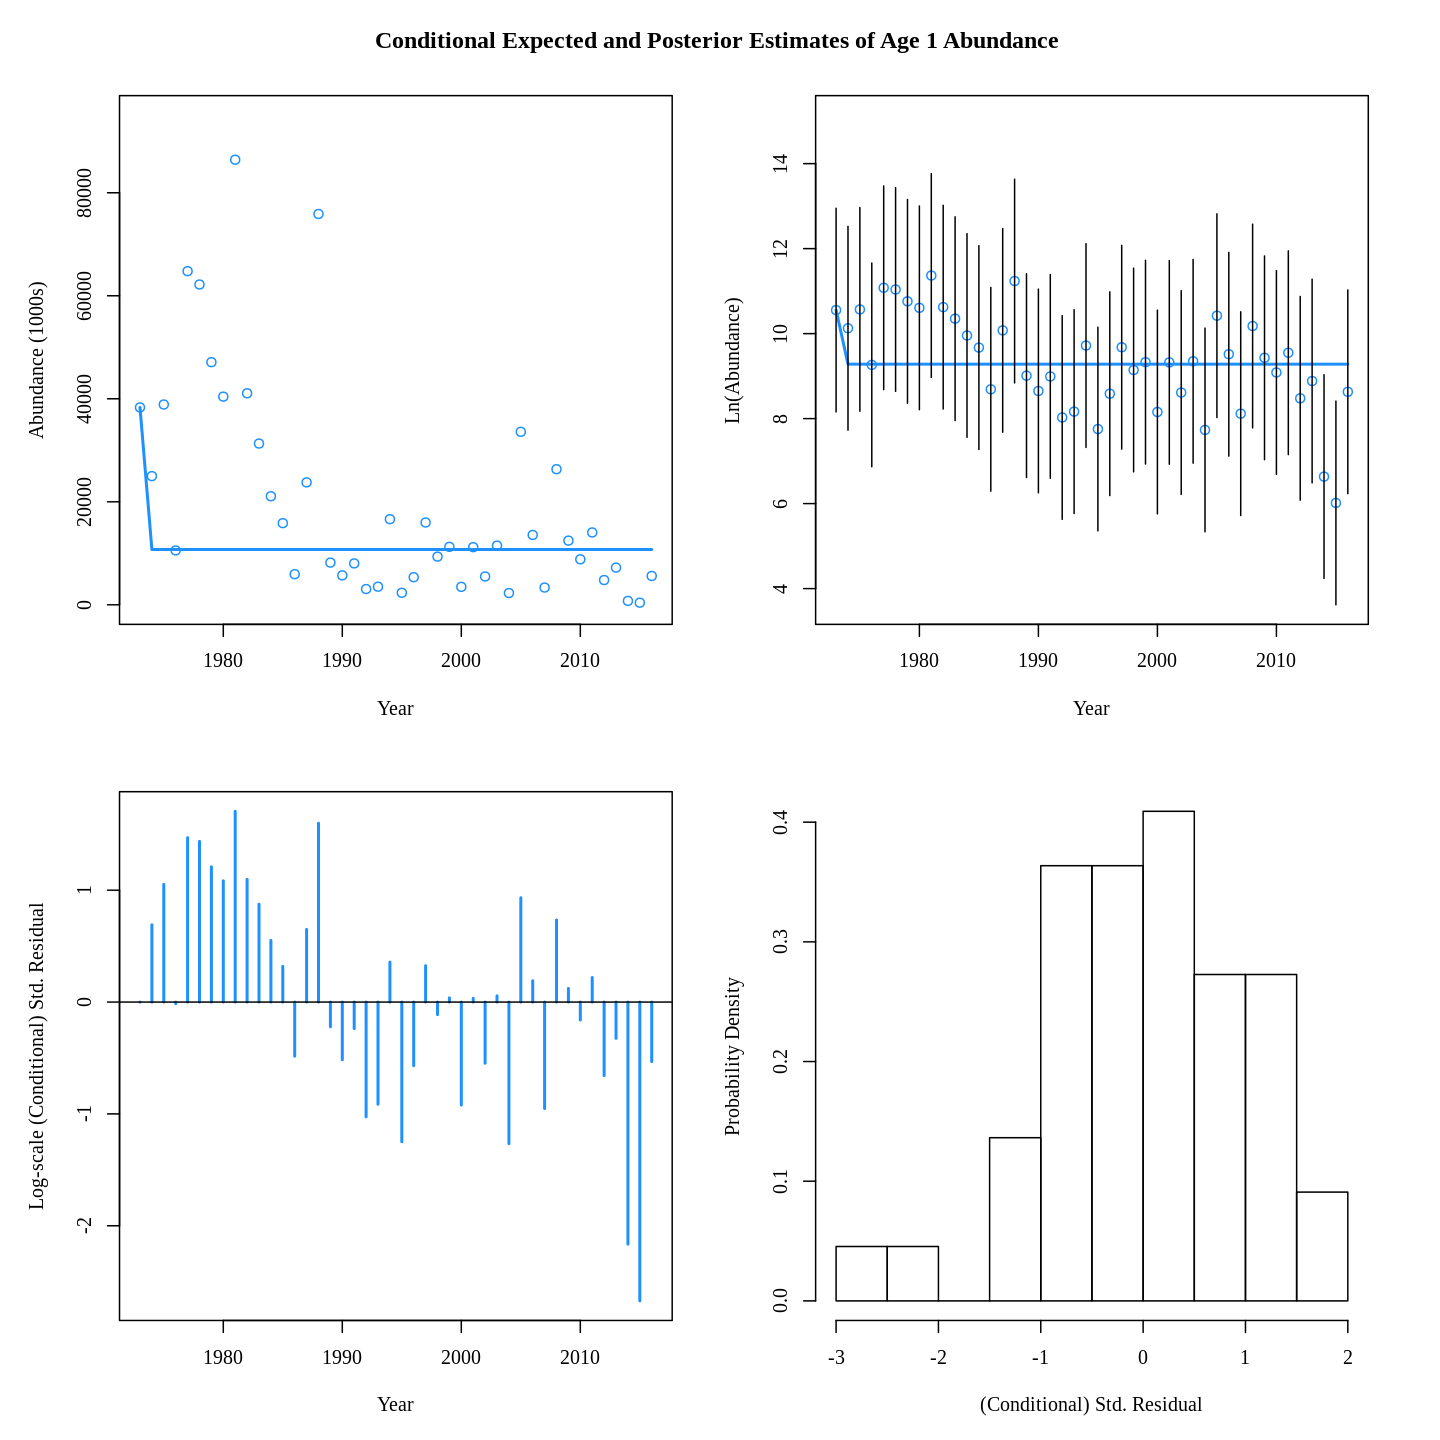 Conditional Expected and Posterior Estimates of Age 1 Abundance
Abundance (1000s)
80000
60000
40000
20000
0
1980 1990 2000 2010
Year
Ln(Abundance)
14
12
10
8
6
4
1980 1990 2000 2010
Year
Log-scale (Conditional) Std. Residual
1
0
-1
-2
1980 1990 2000 2010
Year
Probability Density
0.4
0.3
0.2
0.1
0.0
-3 -2 -1 0 1 2
(Conditional) Std. Residual